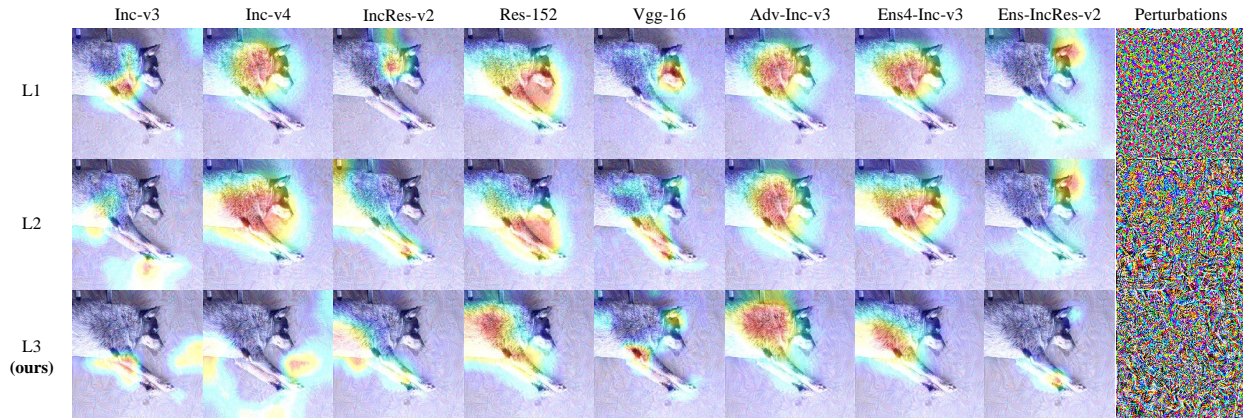 Inc-v3 Inc-v4 IncRes-v2 Res-152 Vgg-16 Adv-Inc-v3 Ens4-Inc-v3 Ens-IncRes-v2 Perturbations
L1
L2
L3
(ours)